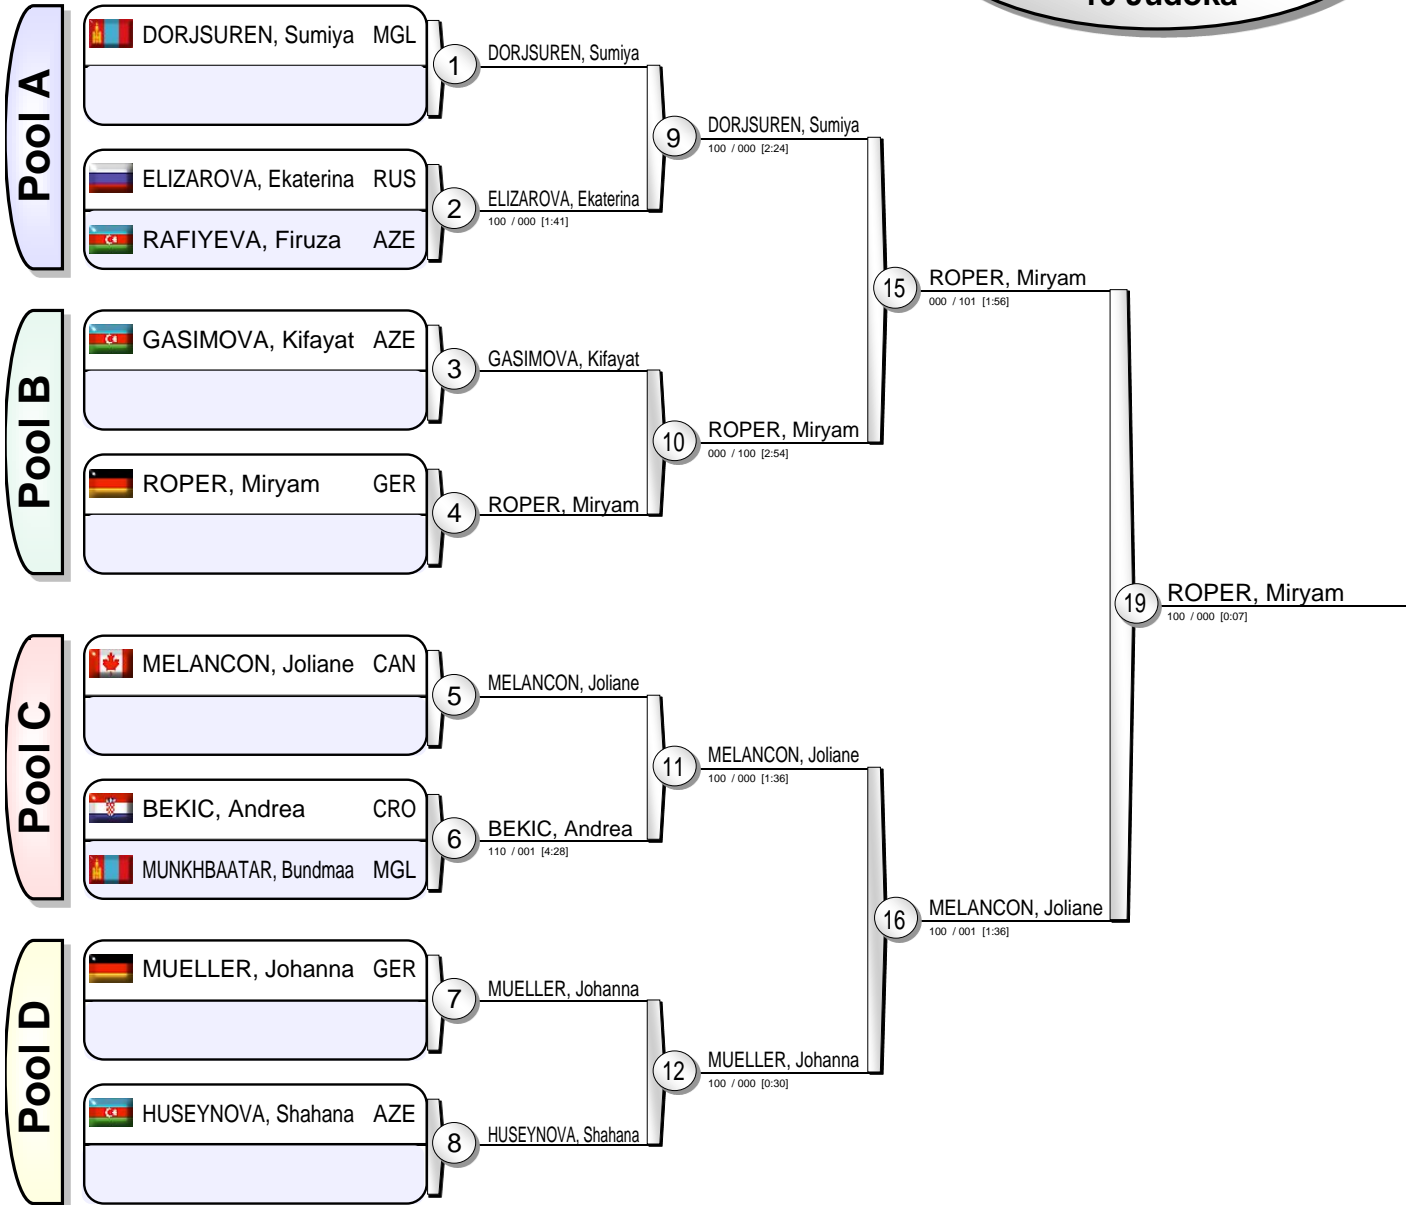 10 Judoka
Pool A
DORJSUREN, Sumiya MGL
1
DORJSUREN, Sumiya
ELIZAROVA, Ekaterina RUS
RAFIYEVA, Firuza AZE
2
ELIZAROVA, Ekaterina
100 / 000 [1:41]
9
DORJSUREN, Sumiya
100 / 000 [2:24]
Pool B
GASIMOVA, Kifayat AZE
3
GASIMOVA, Kifayat
ROPER, Miryam GER
4
ROPER, Miryam
10
ROPER, Miryam
000 / 100 [2:54]
15
ROPER, Miryam
000 / 101 [1:56]
Pool C
MELANCON, Joliane CAN
5
MELANCON, Joliane
BEKIC, Andrea CRO
MUNKHBAATAR, Bundmaa MGL
6
BEKIC, Andrea
110 / 001 [4:28]
11
MELANCON, Joliane
100 / 000 [1:36]
Pool D
MUELLER, Johanna GER
7
MUELLER, Johanna
HUSEYNOVA, Shahana AZE
8
HUSEYNOVA, Shahana
12
MUELLER, Johanna
100 / 000 [0:30]
16
MELANCON, Joliane
100 / 001 [1:36]
19
ROPER, Miryam
100 / 000 [0:07]